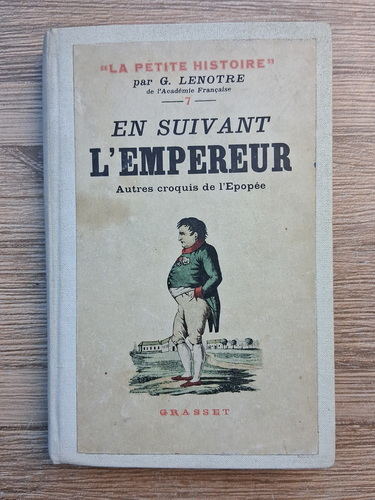 "LA PETITE HISTOIRE"
par G. LENOTRE
de l'Académie Française
7
EN SUIVANT
L'EMPEREUR
Autres croquis de l'Epopée
GRASSET